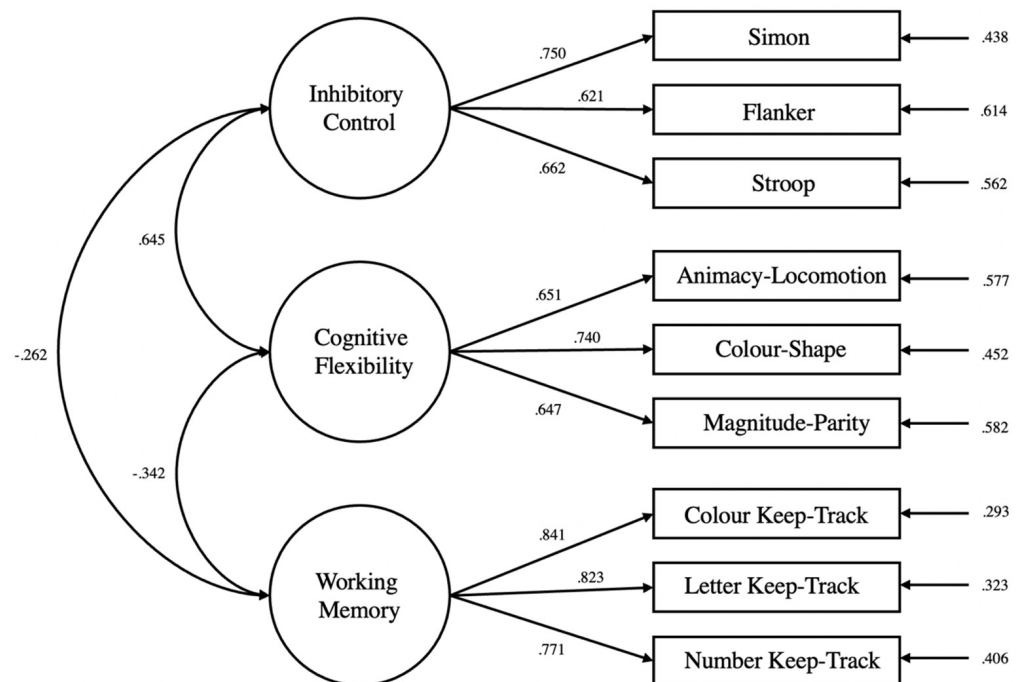 Simon
.438
.750
Inhibitory
Control
.621
Flanker
.614
.662
Stroop
.562
.645
Animacy-Locomotion
.577
.651
Cognitive
Flexibility
.740
Colour-Shape
.452
-.262
.647
Magnitude-Parity
.582
-.342
Colour Keep-Track
.293
.841
Working
Memory
.823
Letter Keep-Track
.323
.771
Number Keep-Track
.406